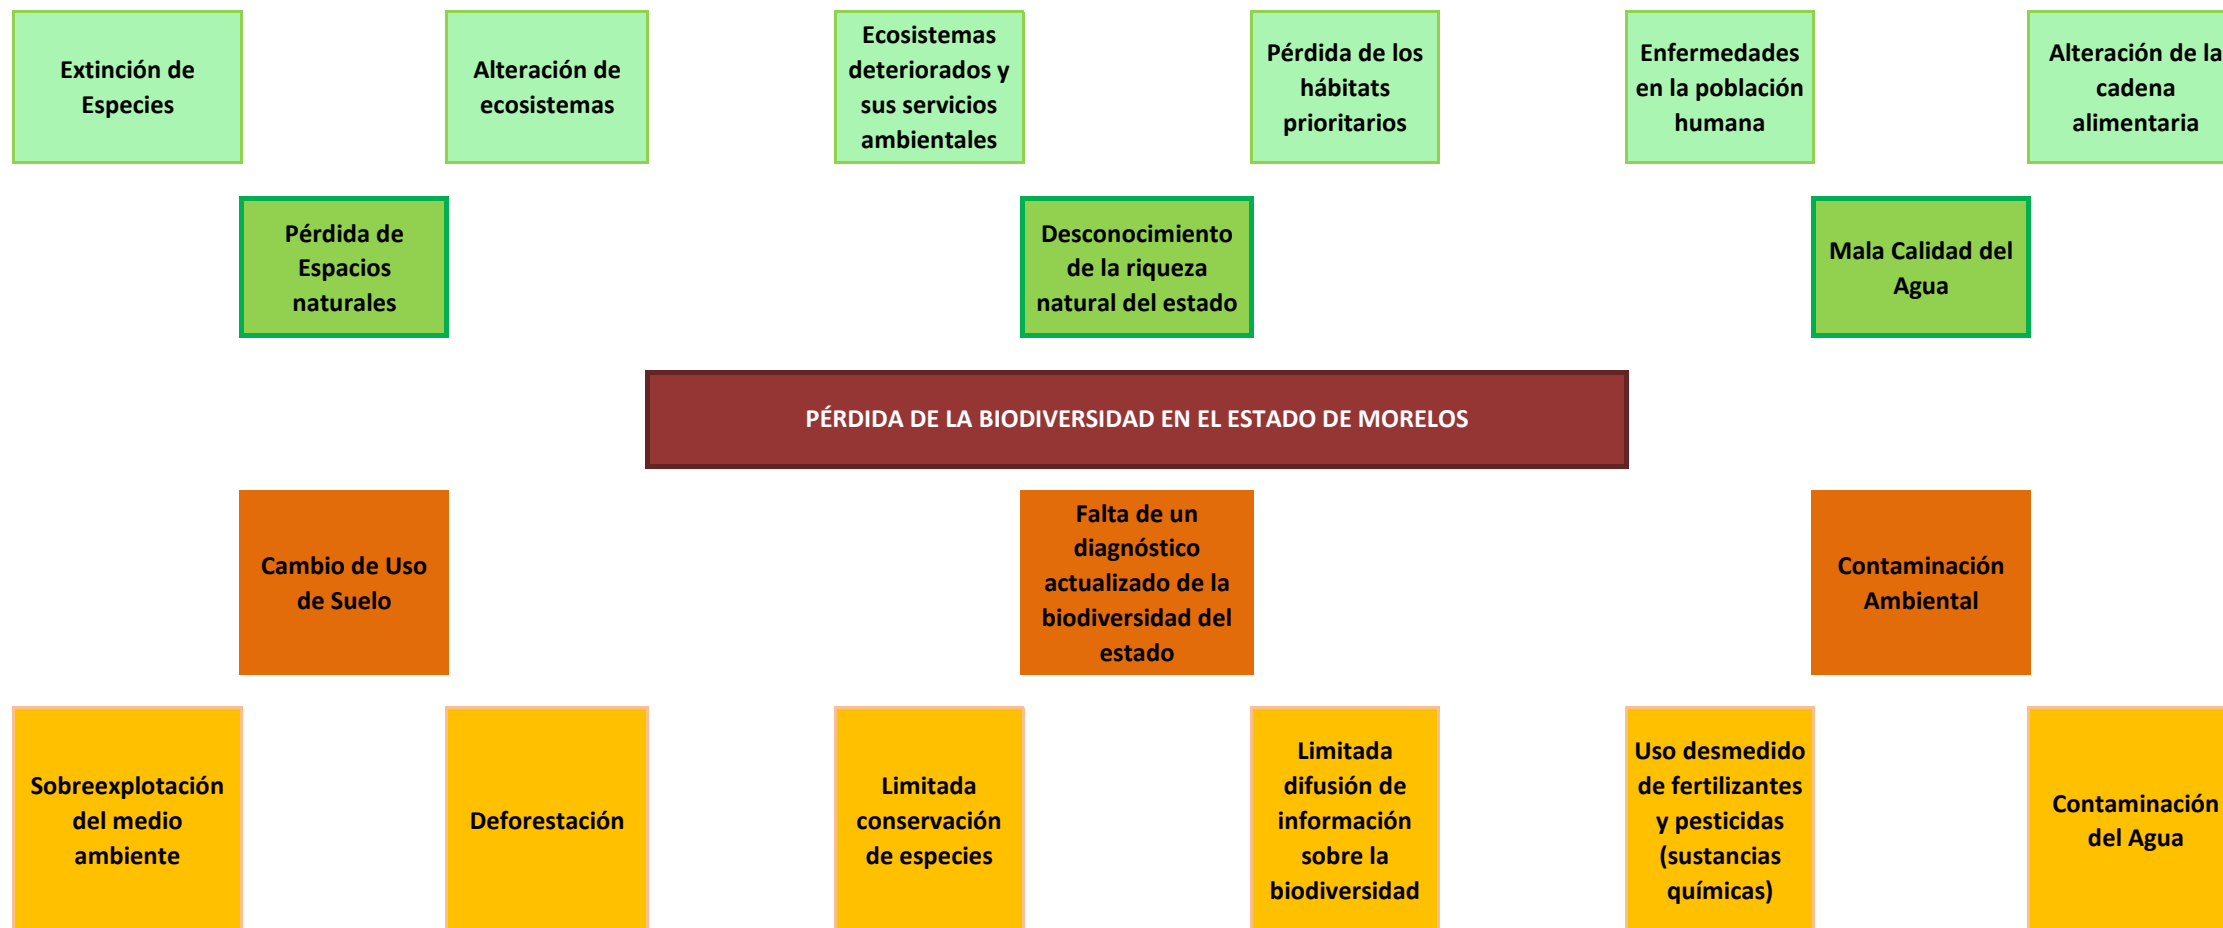 Extinción de
Especies
Alteración de
ecosistemas
Ecosistemas
deteriorados y
sus servicios
ambientales
Pérdida de los
hábitats
prioritarios
Enfermedades
en la población
humana
Alteración de la
cadena
alimentaria
Pérdida de
Espacios
naturales
Desconocimiento
de la riqueza
natural del estado
Mala Calidad del
Agua
PÉRDIDA DE LA BIODIVERSIDAD EN EL ESTADO DE MORELOS
Cambio de Uso
de Suelo
Falta de un
diagnóstico
actualizado de la
biodiversidad del
estado
Contaminación
Ambiental
Sobreexplotación
del medio
ambiente
Deforestación
Limitada
conservación
de especies
Limitada
difusión de
información
sobre la
biodiversidad
Uso desmedido
de fertilizantes
y pesticidas
(sustancias
químicas)
Contaminación
del Agua